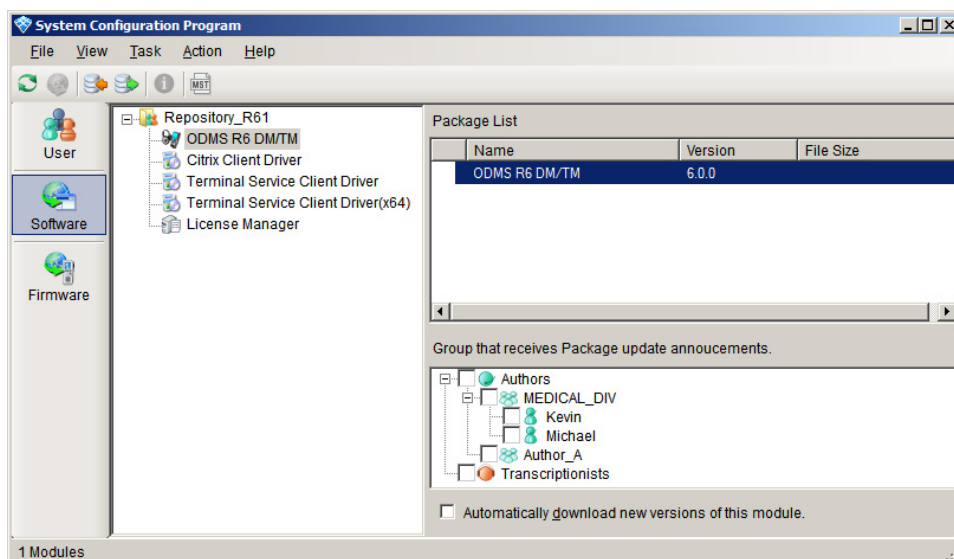 System Configuration Program
File View Task Action Help
MST
User
Software
Firmware
Repository_R61
ODMS R6 DM/TM
Citrix Client Driver
Terminal Service Client Driver
Terminal Service Client Driver(x64)
License Manager
Package List
Name Version File Size
ODMS R6 DM/TM 6.0.0
Group that receives Package update annoucements.
Authors
MEDICAL_DIV
Kevin
Michael
Author_A
Transcriptionists
Automatically download new versions of this module.
1 Modules